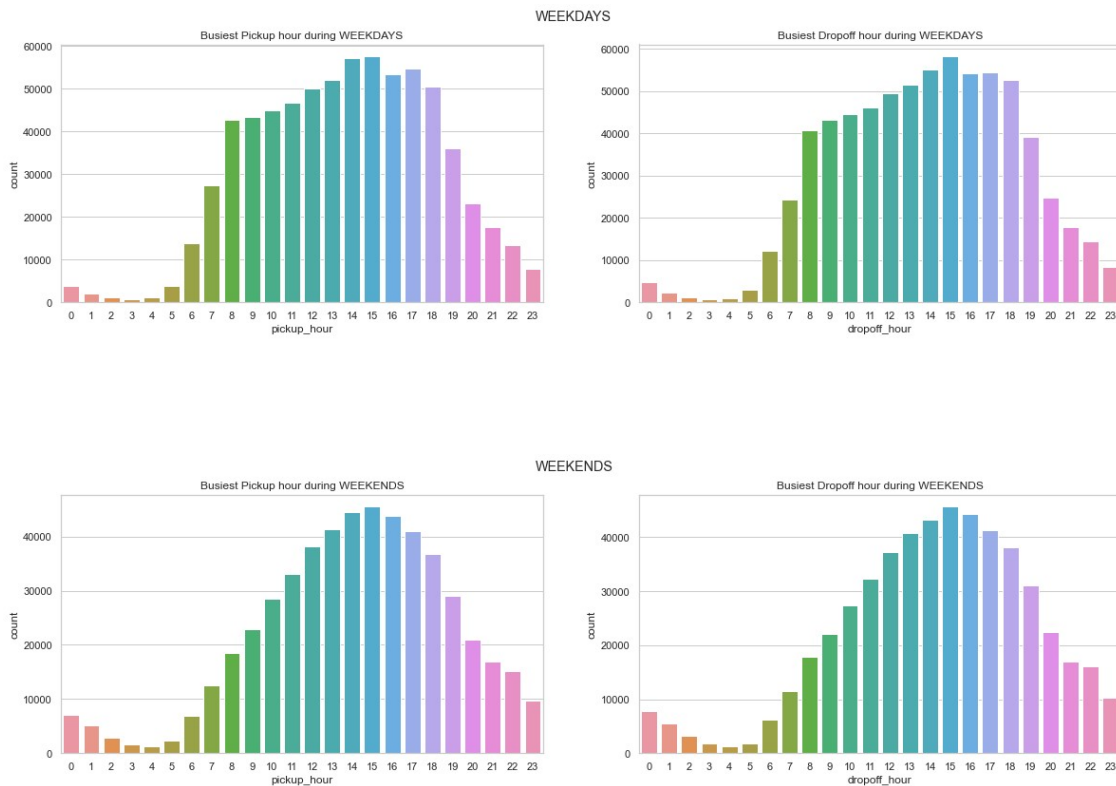 WEEKDAYS
Busiest Pickup hour during WEEKDAYS
60000
50000
40000
30000
20000
10000
0
count
0 1 2 3 4 5 6 7 8 9 10 11 12 13 14 15 16 17 18 19 20 21 22 23
pickup_hour
Busiest Dropoff hour during WEEKDAYS
60000
50000
40000
30000
20000
10000
0
count
0 1 2 3 4 5 6 7 8 9 10 11 12 13 14 15 16 17 18 19 20 21 22 23
dropoff_hour
WEEKENDS
Busiest Pickup hour during WEEKENDS
40000
30000
20000
10000
0
count
0 1 2 3 4 5 6 7 8 9 10 11 12 13 14 15 16 17 18 19 20 21 22 23
pickup_hour
Busiest Dropoff hour during WEEKENDS
40000
30000
20000
10000
0
count
0 1 2 3 4 5 6 7 8 9 10 11 12 13 14 15 16 17 18 19 20 21 22 23
dropoff_hour